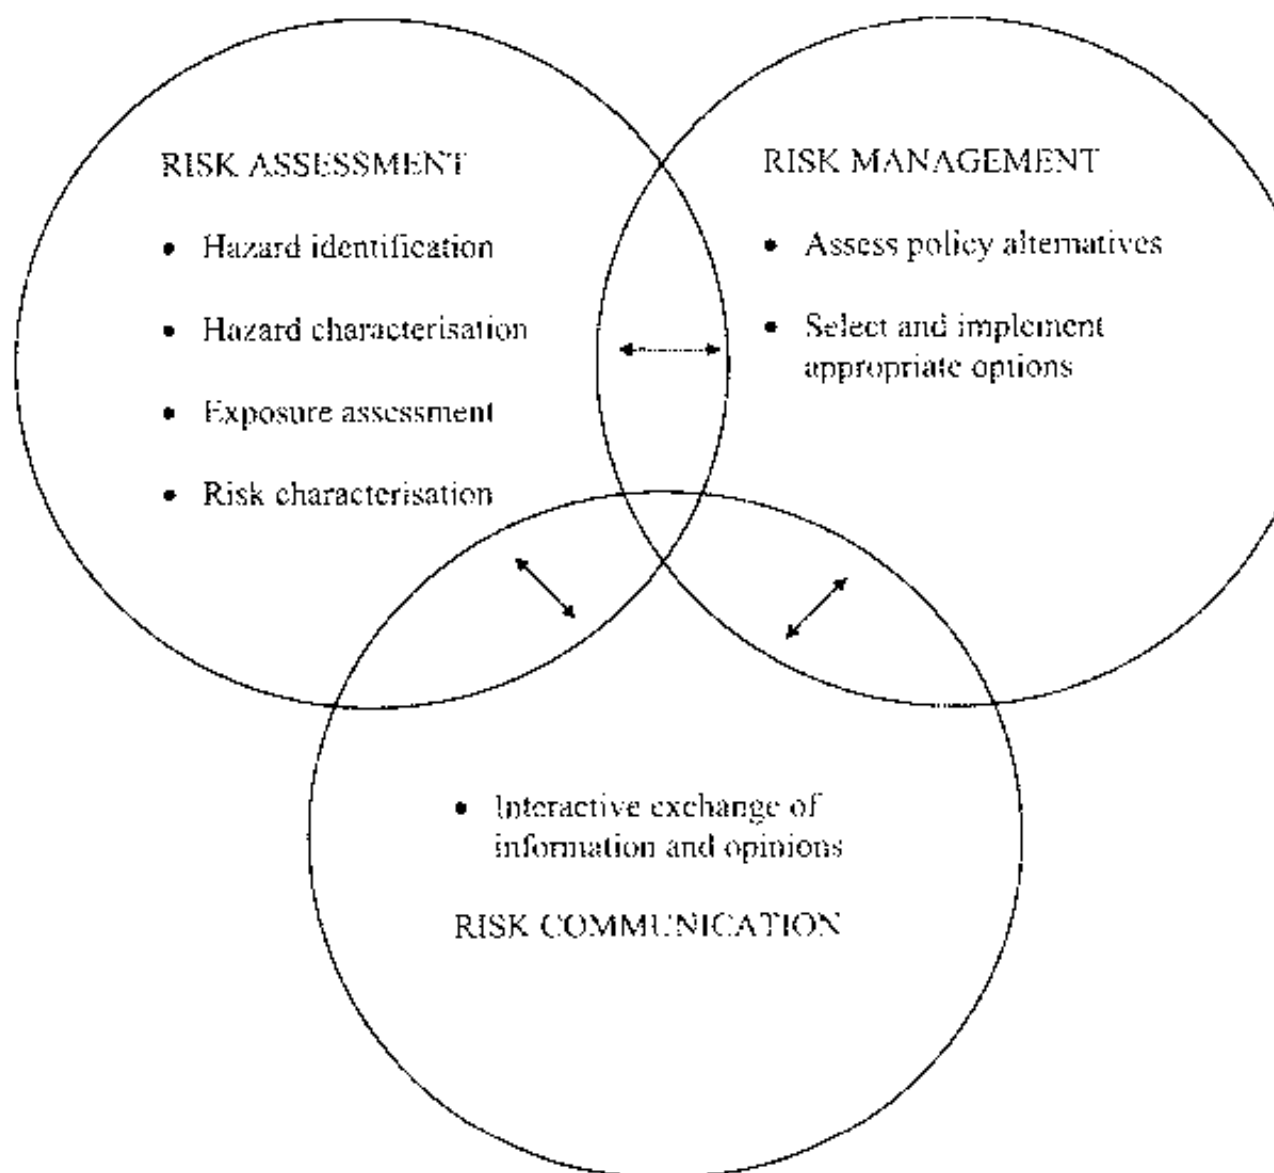 RISK ASSESSMENT
• Hazard identification
• Hazard characterisation
• Exposure assessment
• Risk characterisation
RISK MANAGEMENT
• Assess policy alternatives
• Select and implement
appropriate options
• Interactive exchange of
information and opinions
RISK COMMUNICATION